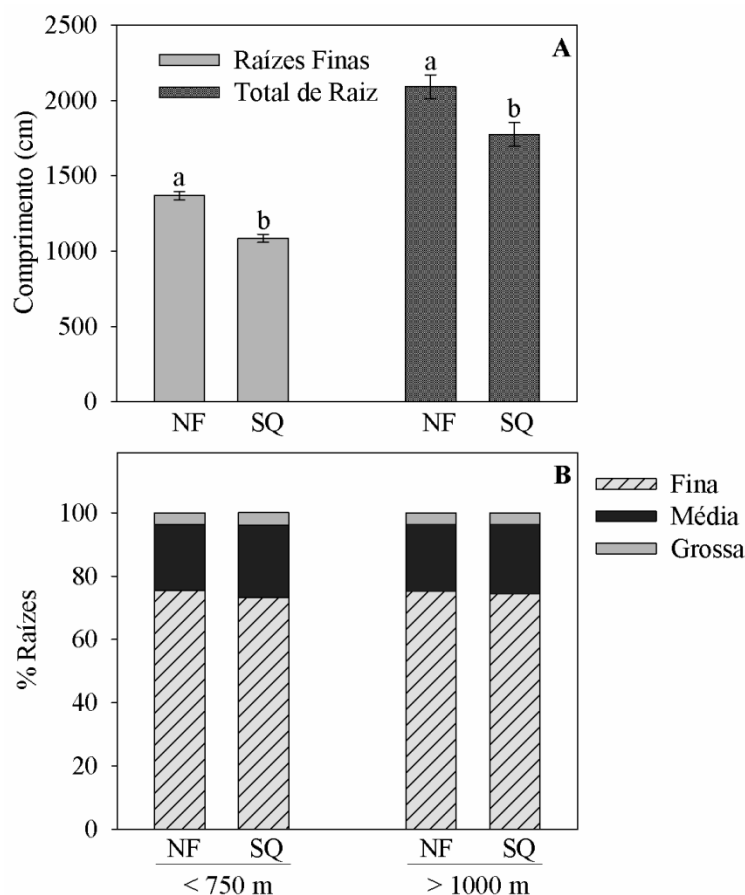 2500
A
Raízes Finas
Total de Raiz
a
2000
b
Comprimento (cm)
1500
a
b
1000
500
0
NF SQ NF SQ
B
Fina
Média
Grossa
100
80
% Raízes
60
40
20
0
NF SQ NF SQ
< 750 m > 1000 m